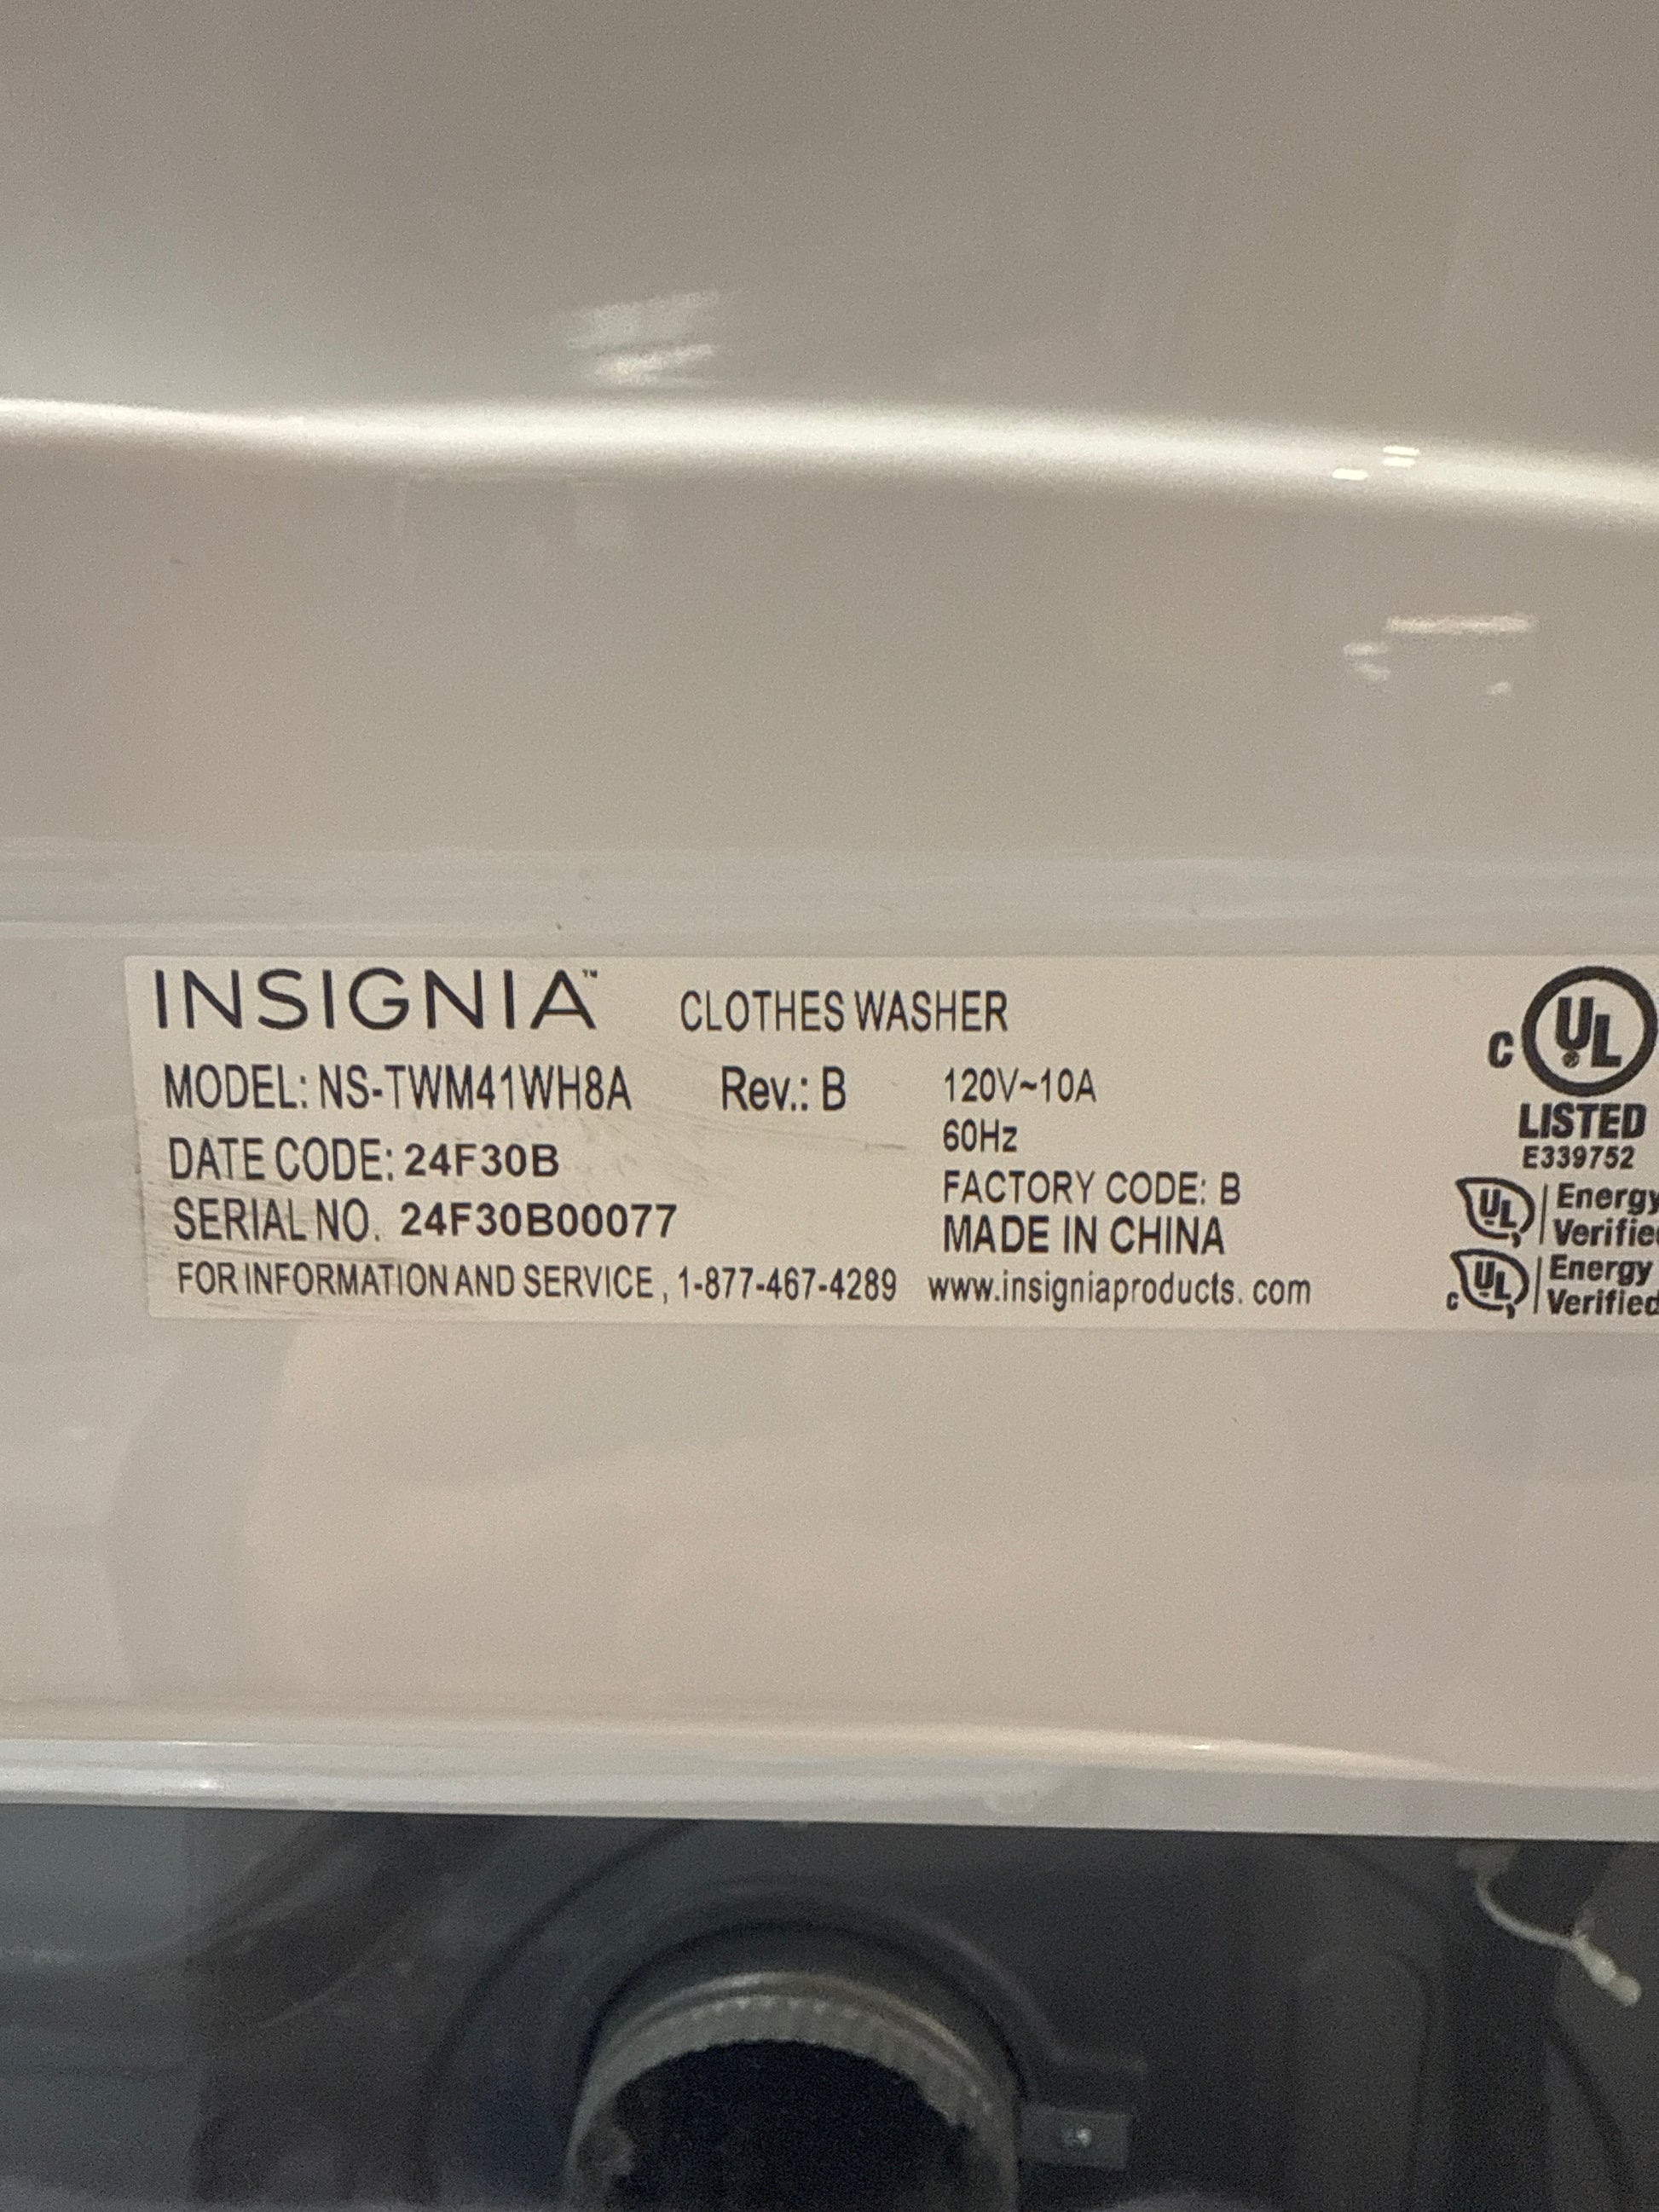 INSIGNIA™ CLOTHES WASHER
MODEL: NS-TWM41WH8A Rev.: B 120V~10A
60Hz
DATE CODE: 24F30B
FACTORY CODE: B
SERIAL NO. 24F30B00077 MADE IN CHINA
FOR INFORMATION AND SERVICE , 1-877-467-4289 www.insigniaproducts. com
C UL
LISTED
E339752
UL Energy
Verified
C UL Energy
Verified